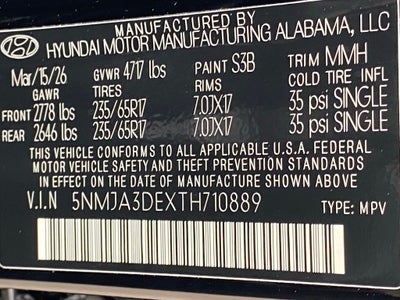 MANUFACTURED BY
HYUNDAI MOTOR MANUFACTURING ALABAMA, LLC
Mar/15/26 GVWR 4717 lbs PAINT S3B TRIM MMH
GAWR TIRES RIMS COLD TIRE INFL
FRONT 2778 lbs 235/65R17 7.0JX17 35 psi SINGLE
REAR 2646 lbs 235/65R17 7.0JX17 35 psi SINGLE
THIS VEHICLE CONFORMS TO ALL APPLICABLE U.S.A. FEDERAL
MOTOR VEHICLE SAFETY AND THEFT PREVENTION STANDARDS
IN EFFECT ON THE DATE OF MANUFACTURE SHOWN ABOVE.
V.I.N 5NMJA3DEXTH710889 TYPE: MPV